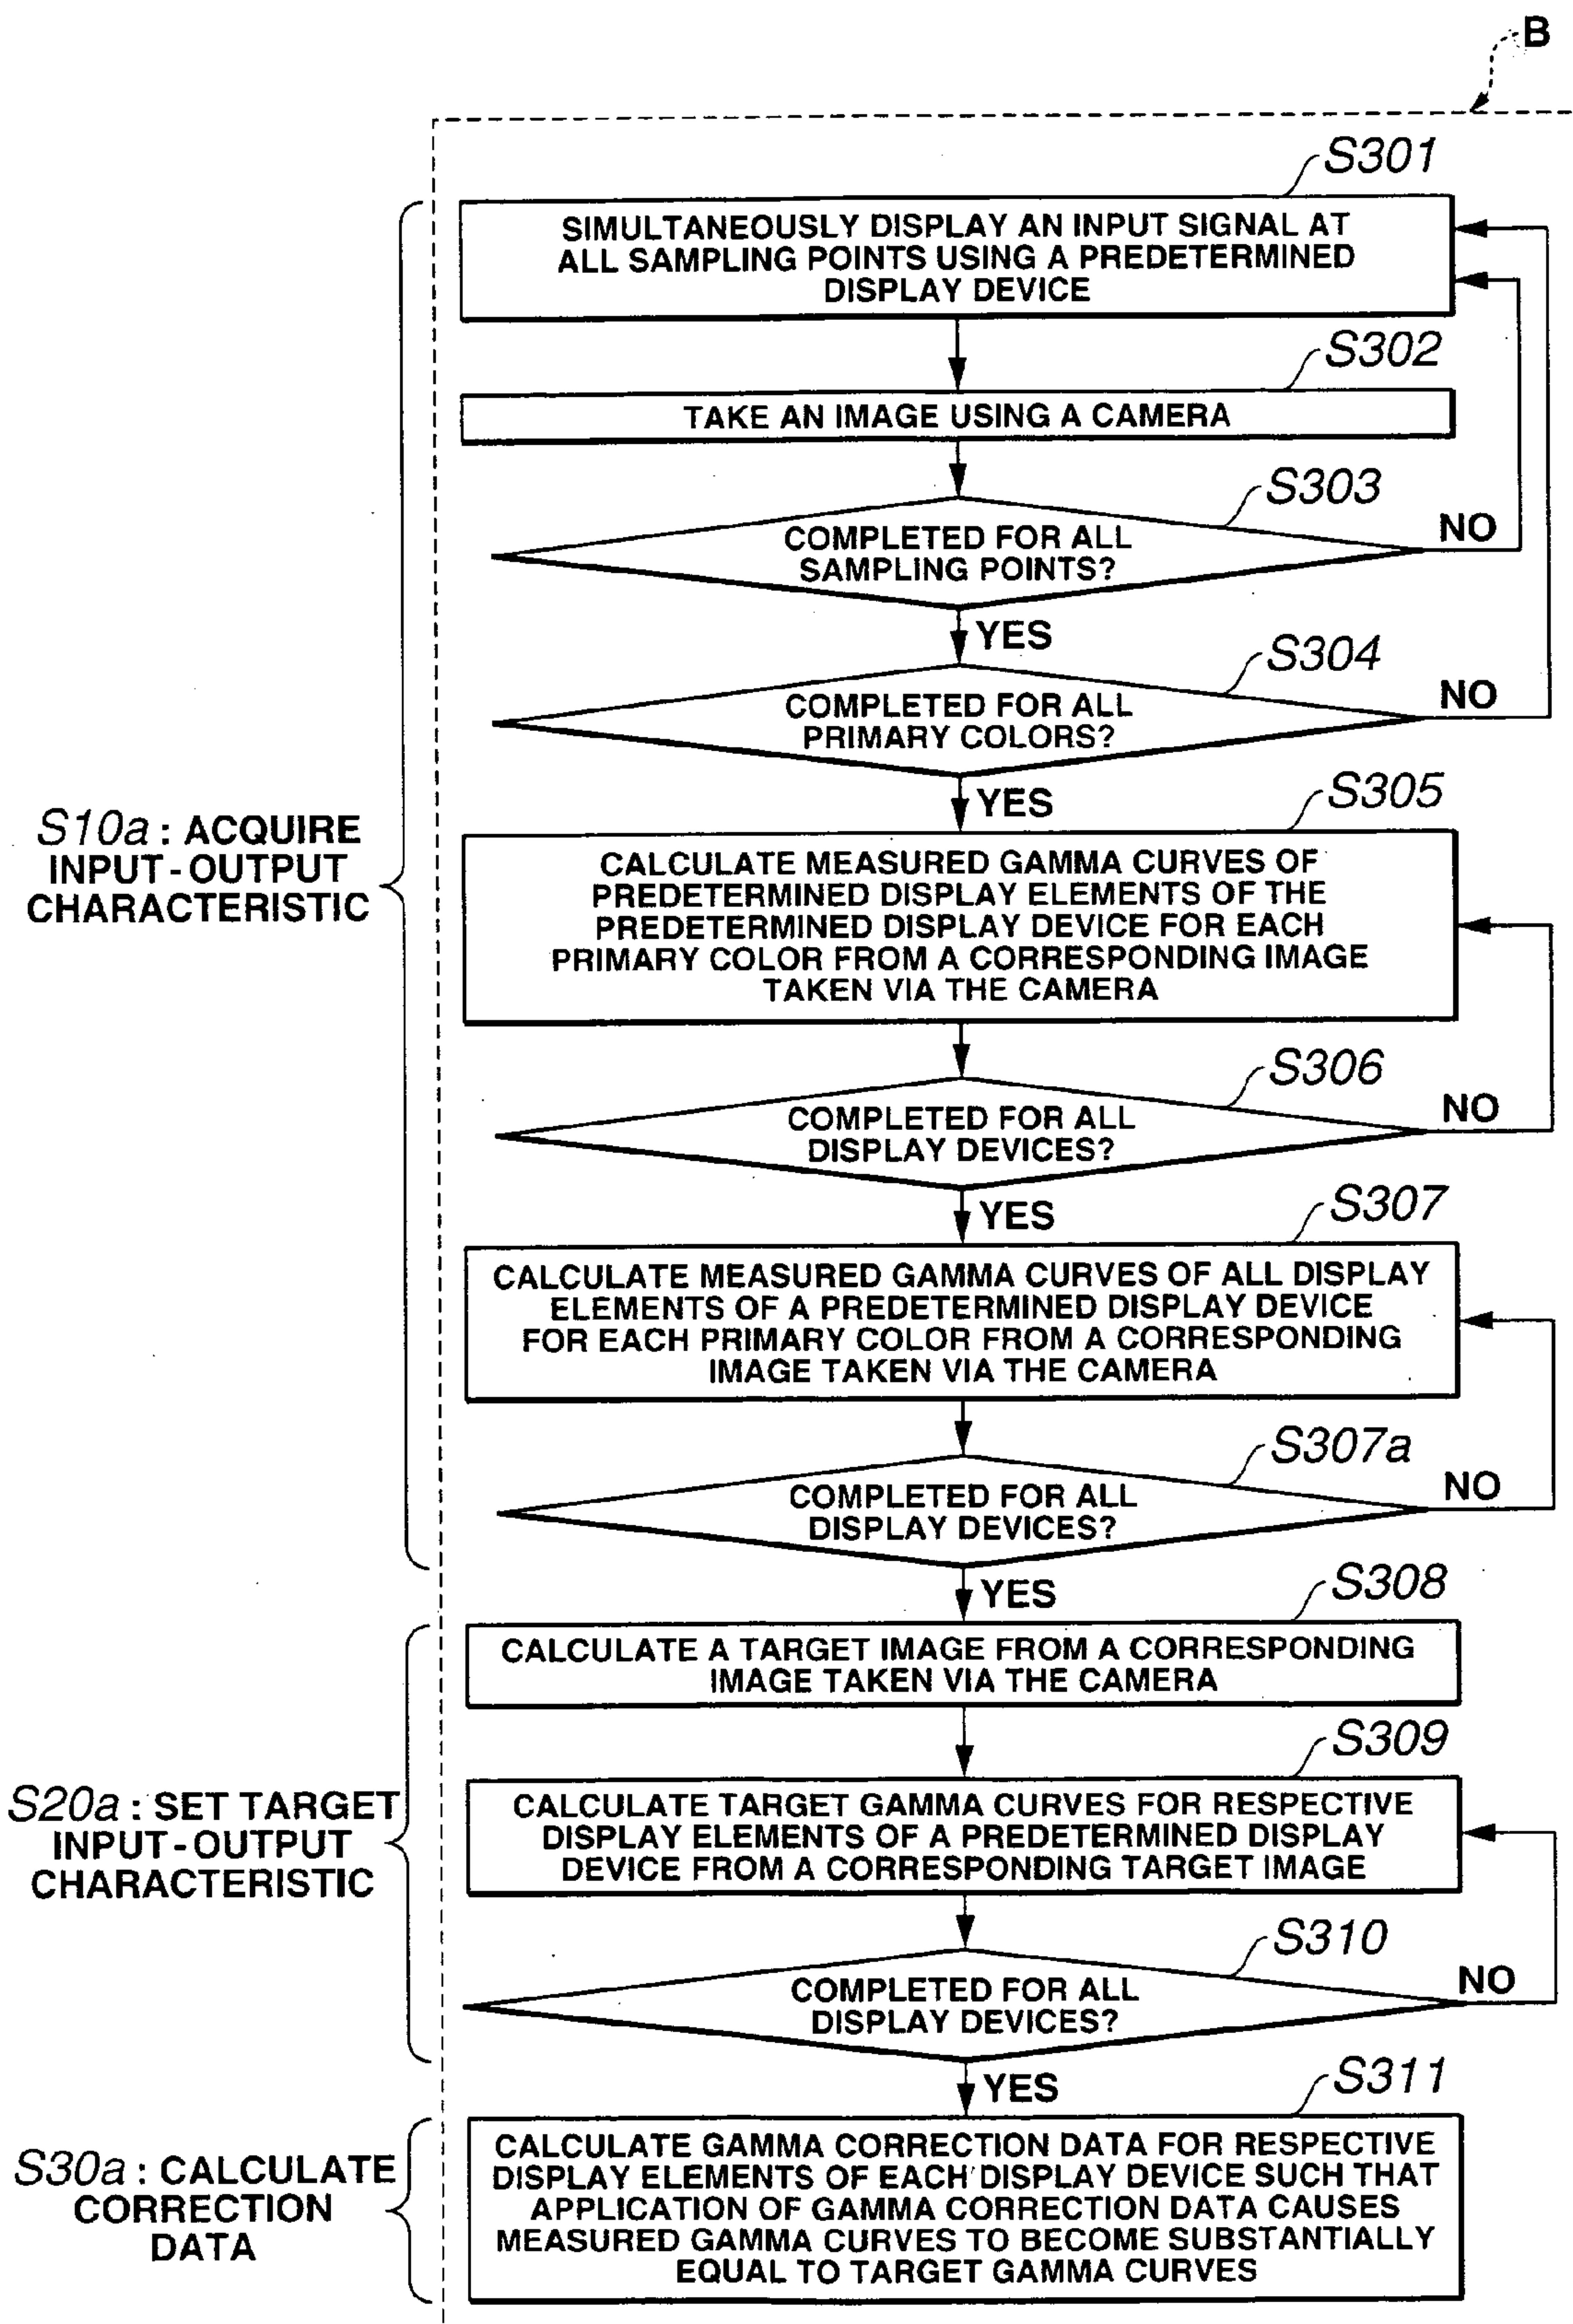 B
S301
SIMULTANEOUSLY DISPLAY AN INPUT SIGNAL AT
ALL SAMPLING POINTS USING A PREDETERMINED
DISPLAY DEVICE
S302
TAKE AN IMAGE USING A CAMERA
S303
COMPLETED FOR ALL
SAMPLING POINTS?
NO
YES
S304
COMPLETED FOR ALL
PRIMARY COLORS?
NO
YES
S10a : ACQUIRE
INPUT-OUTPUT
CHARACTERISTIC
S305
CALCULATE MEASURED GAMMA CURVES OF
PREDETERMINED DISPLAY ELEMENTS OF THE
PREDETERMINED DISPLAY DEVICE FOR EACH
PRIMARY COLOR FROM A CORRESPONDING IMAGE
TAKEN VIA THE CAMERA
S306
COMPLETED FOR ALL
DISPLAY DEVICES?
NO
YES
S307
CALCULATE MEASURED GAMMA CURVES OF ALL DISPLAY
ELEMENTS OF A PREDETERMINED DISPLAY DEVICE
FOR EACH PRIMARY COLOR FROM A CORRESPONDING
IMAGE TAKEN VIA THE CAMERA
S307a
COMPLETED FOR ALL
DISPLAY DEVICES?
NO
YES
S308
CALCULATE A TARGET IMAGE FROM A CORRESPONDING
IMAGE TAKEN VIA THE CAMERA
S20a : SET TARGET
INPUT-OUTPUT
CHARACTERISTIC
S309
CALCULATE TARGET GAMMA CURVES FOR RESPECTIVE
DISPLAY ELEMENTS OF A PREDETERMINED DISPLAY
DEVICE FROM A CORRESPONDING TARGET IMAGE
S310
COMPLETED FOR ALL
DISPLAY DEVICES?
NO
YES
S30a : CALCULATE
CORRECTION
DATA
S311
CALCULATE GAMMA CORRECTION DATA FOR RESPECTIVE
DISPLAY ELEMENTS OF EACH DISPLAY DEVICE SUCH THAT
APPLICATION OF GAMMA CORRECTION DATA CAUSES
MEASURED GAMMA CURVES TO BECOME SUBSTANTIALLY
EQUAL TO TARGET GAMMA CURVES